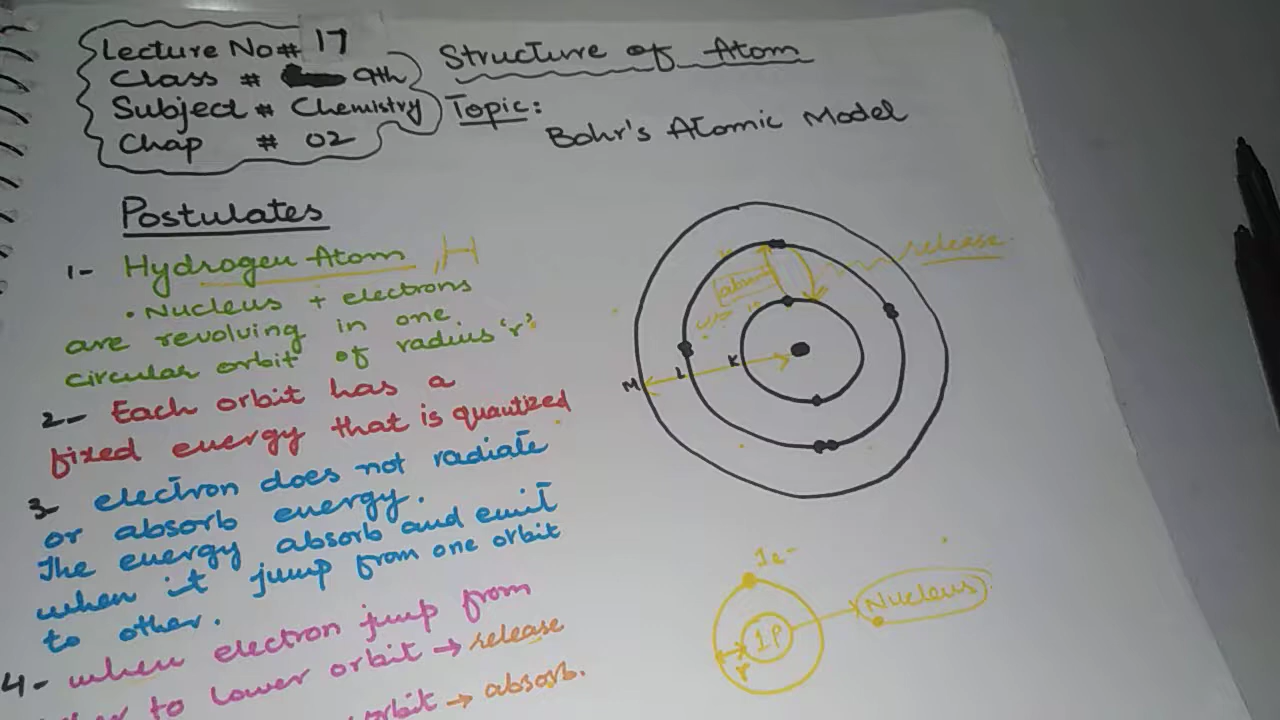 Lecture No# 17
Class # 9th
Subject # Chemistry
Chap # 02
Structure of Atom
Topic:
Bohr's Atomic Model
Postulates
1- Hydrogen Atom, H
• Nucleus + electrons
are revolving in one
circular orbit of radius 'r'
2- Each orbit has a
fixed energy that is quantized
3- electron does not radiate
or absorb energy.
The energy absorb and emit
when it jump from one orbit
to other.
4- when electron jump from
to lower orbit → release
orbit → absorb.
release
M L K
1e-
1P
r
Nucleus